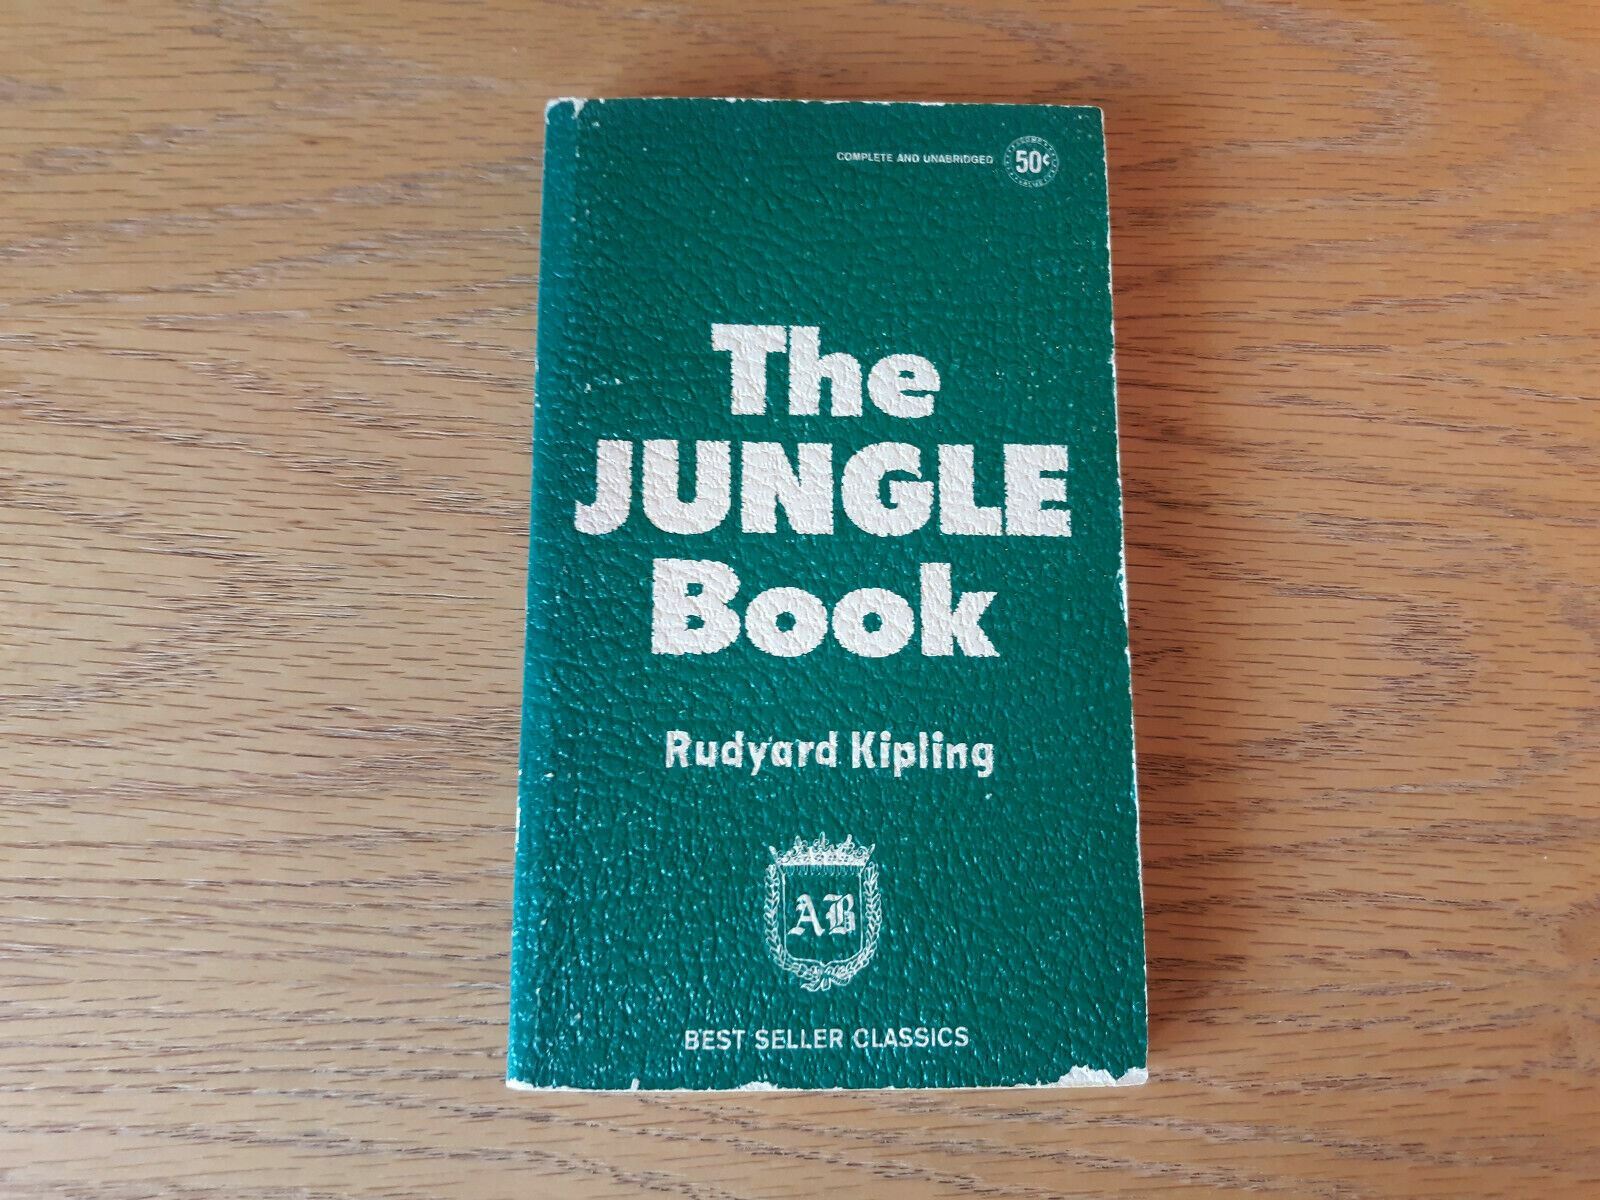 COMPLETE AND UNABRIDGED
50¢
The
JUNGLE
Book
Rudyard Kipling
AB
BEST SELLER CLASSICS